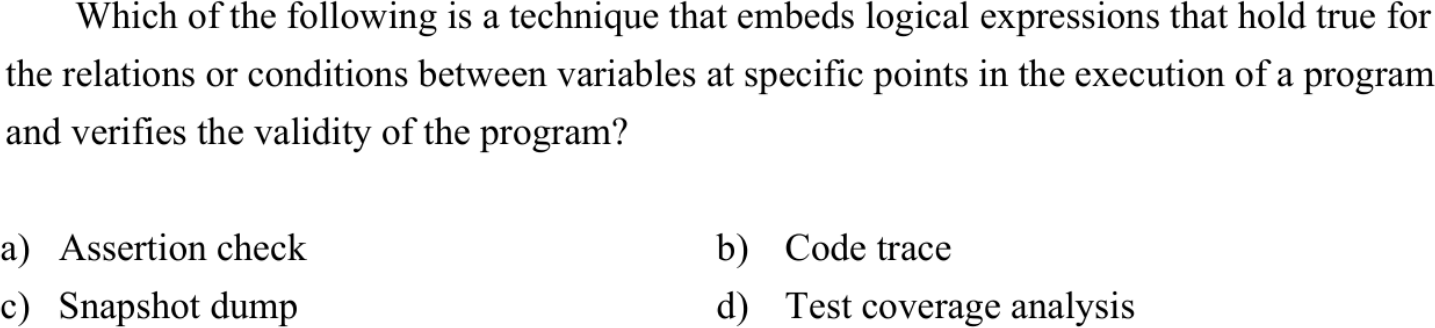 Which of the following is a technique that embeds logical expressions that hold true for
the relations or conditions between variables at specific points in the execution of a program
and verifies the validity of the program?
a) Assertion check b) Code trace
c) Snapshot dump d) Test coverage analysis